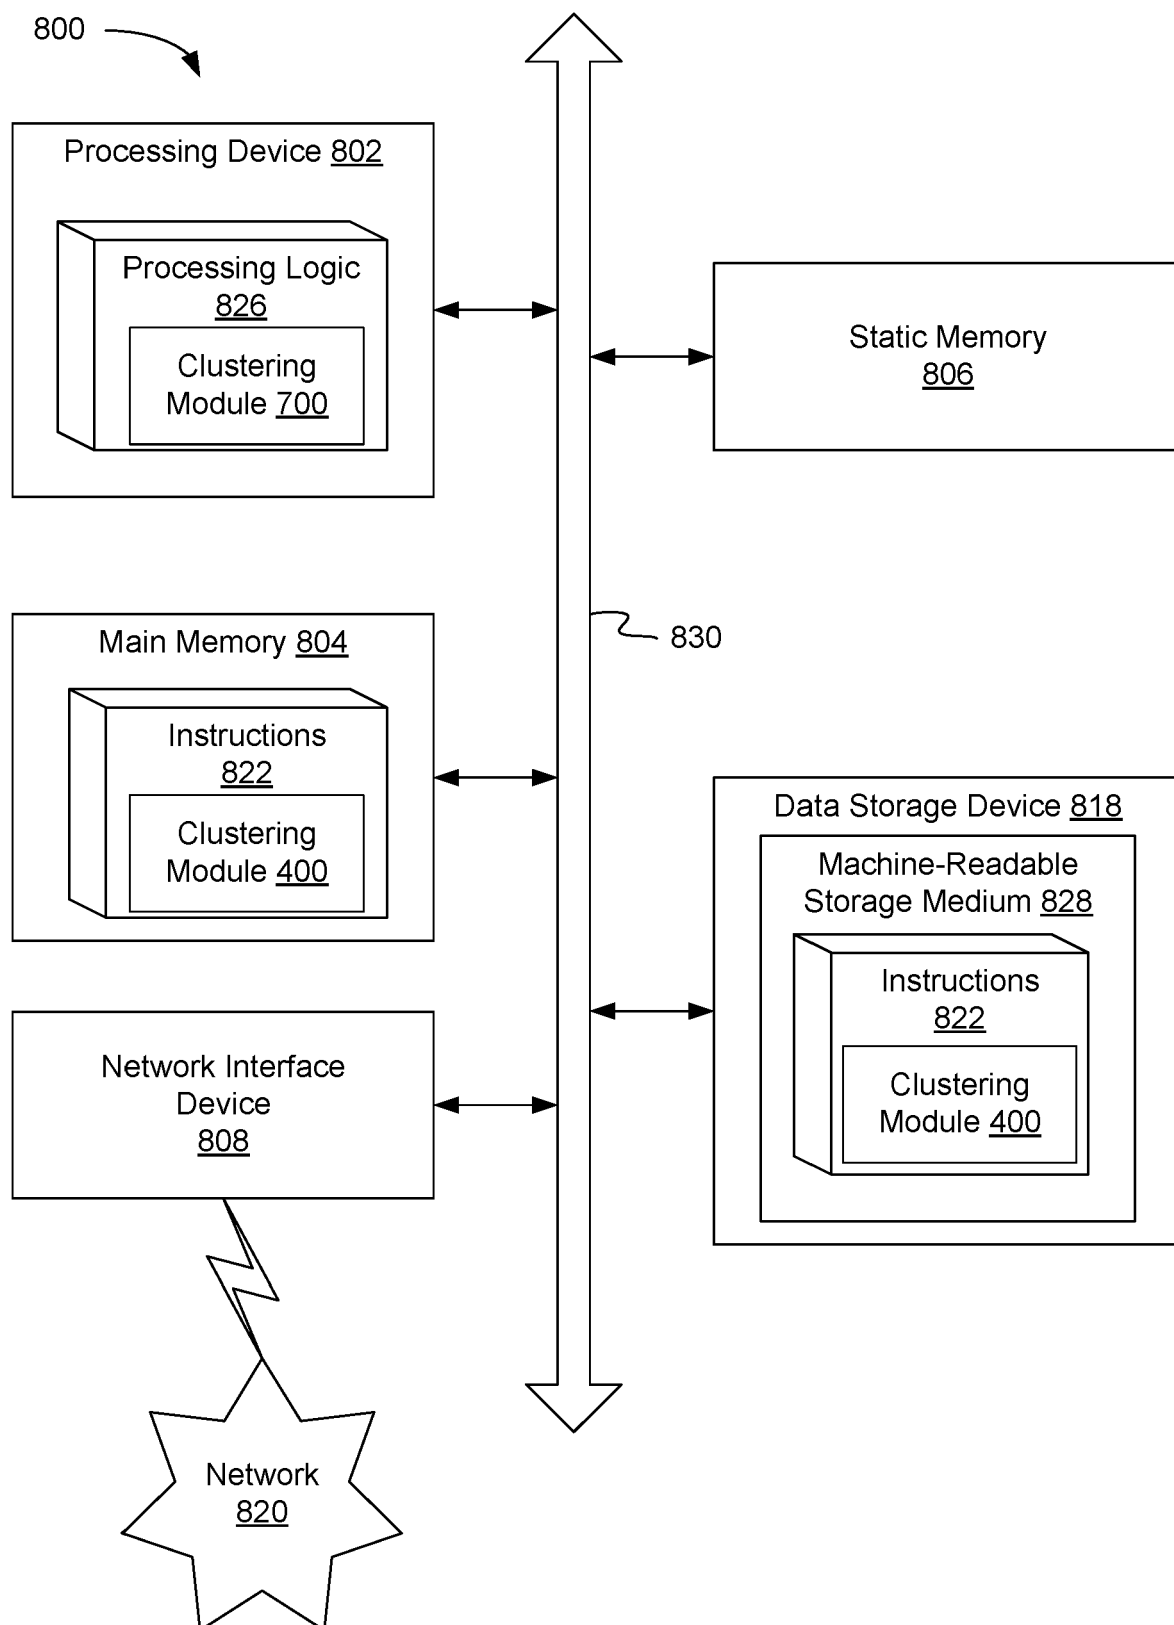 800
Processing Device 802
Processing Logic
826
Clustering
Module 700
Static Memory
806
Main Memory 804
830
Instructions
822
Clustering
Module 400
Data Storage Device 818
Machine-Readable
Storage Medium 828
Instructions
822
Clustering
Module 400
Network Interface
Device
808
Network
820